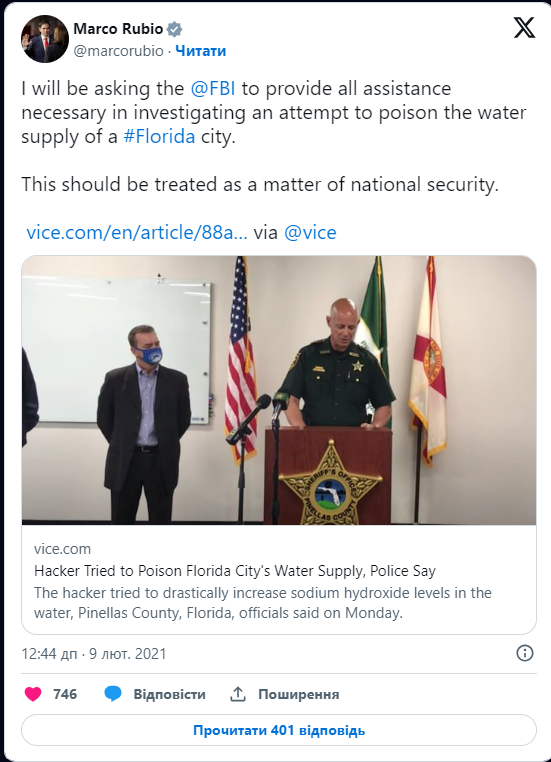 Marco Rubio
@marcorubio · Читати
I will be asking the @FBI to provide all assistance
necessary in investigating an attempt to poison the water
supply of a #Florida city.
This should be treated as a matter of national security.
vice.com/en/article/88a... via @vice
SHERIFF'S OFFICE
PINELLAS COUNTY
vice.com
Hacker Tried to Poison Florida City's Water Supply, Police Say
The hacker tried to drastically increase sodium hydroxide levels in the
water, Pinellas County, Florida, officials said on Monday.
12:44 дп · 9 лют. 2021
746 Відповісти Поширення
Прочитати 401 відповідь